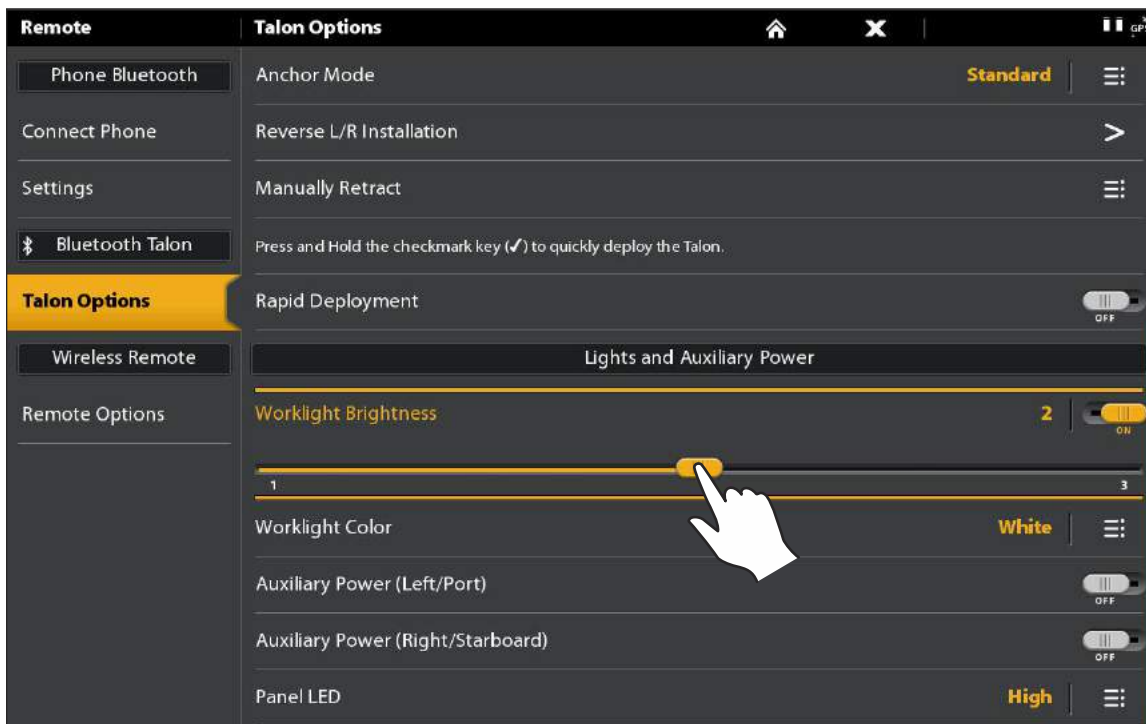 Remote
Talon Options
Phone Bluetooth
Anchor Mode
Standard
Connect Phone
Reverse L/R Installation
Settings
Manually Retract
Bluetooth Talon
Press and Hold the checkmark key (✓) to quickly deploy the Talon.
Talon Options
Rapid Deployment
OFF
Wireless Remote
Lights and Auxiliary Power
Remote Options
Worklight Brightness
2
ON
1
3
Worklight Color
White
Auxiliary Power (Left/Port)
OFF
Auxiliary Power (Right/Starboard)
OFF
Panel LED
High